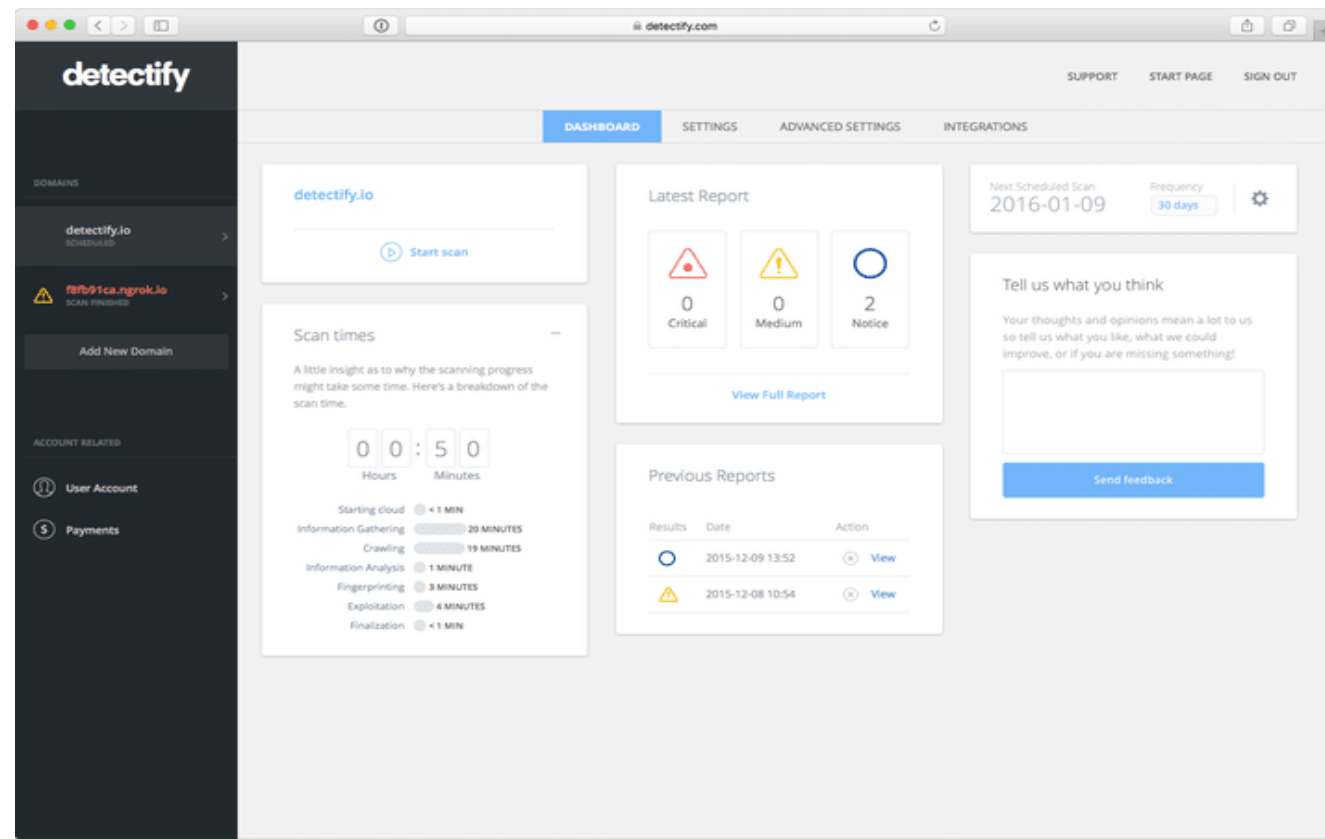 detectify.com
detectify
SUPPORT START PAGE SIGN OUT
DASHBOARD SETTINGS ADVANCED SETTINGS INTEGRATIONS
DOMAINS
detectify.io
SCHEDULED
f8fb91ca.ngrok.io
SCAN FINISHED
Add New Domain
ACCOUNT RELATED
User Account
$ Payments
detectify.io
Start scan
Scan times
A little insight as to why the scanning progress
might take some time. Here's a breakdown of the
scan time.
0 0 : 5 0
Hours Minutes
Starting cloud < 1 MIN
Information Gathering 20 MINUTES
Crawling 19 MINUTES
Information Analysis 1 MINUTE
Fingerprinting 3 MINUTES
Exploitation 4 MINUTES
Finalization < 1 MIN
Latest Report
0 0 2
Critical Medium Notice
View Full Report
Previous Reports
Results Date Action
2015-12-09 13:52 View
2015-12-08 10:54 View
Next Scheduled Scan Frequency
2016-01-09 30 days
Tell us what you think
Your thoughts and opinions mean a lot to us
so tell us what you like, what we could
improve, or if you are missing something!
Send feedback